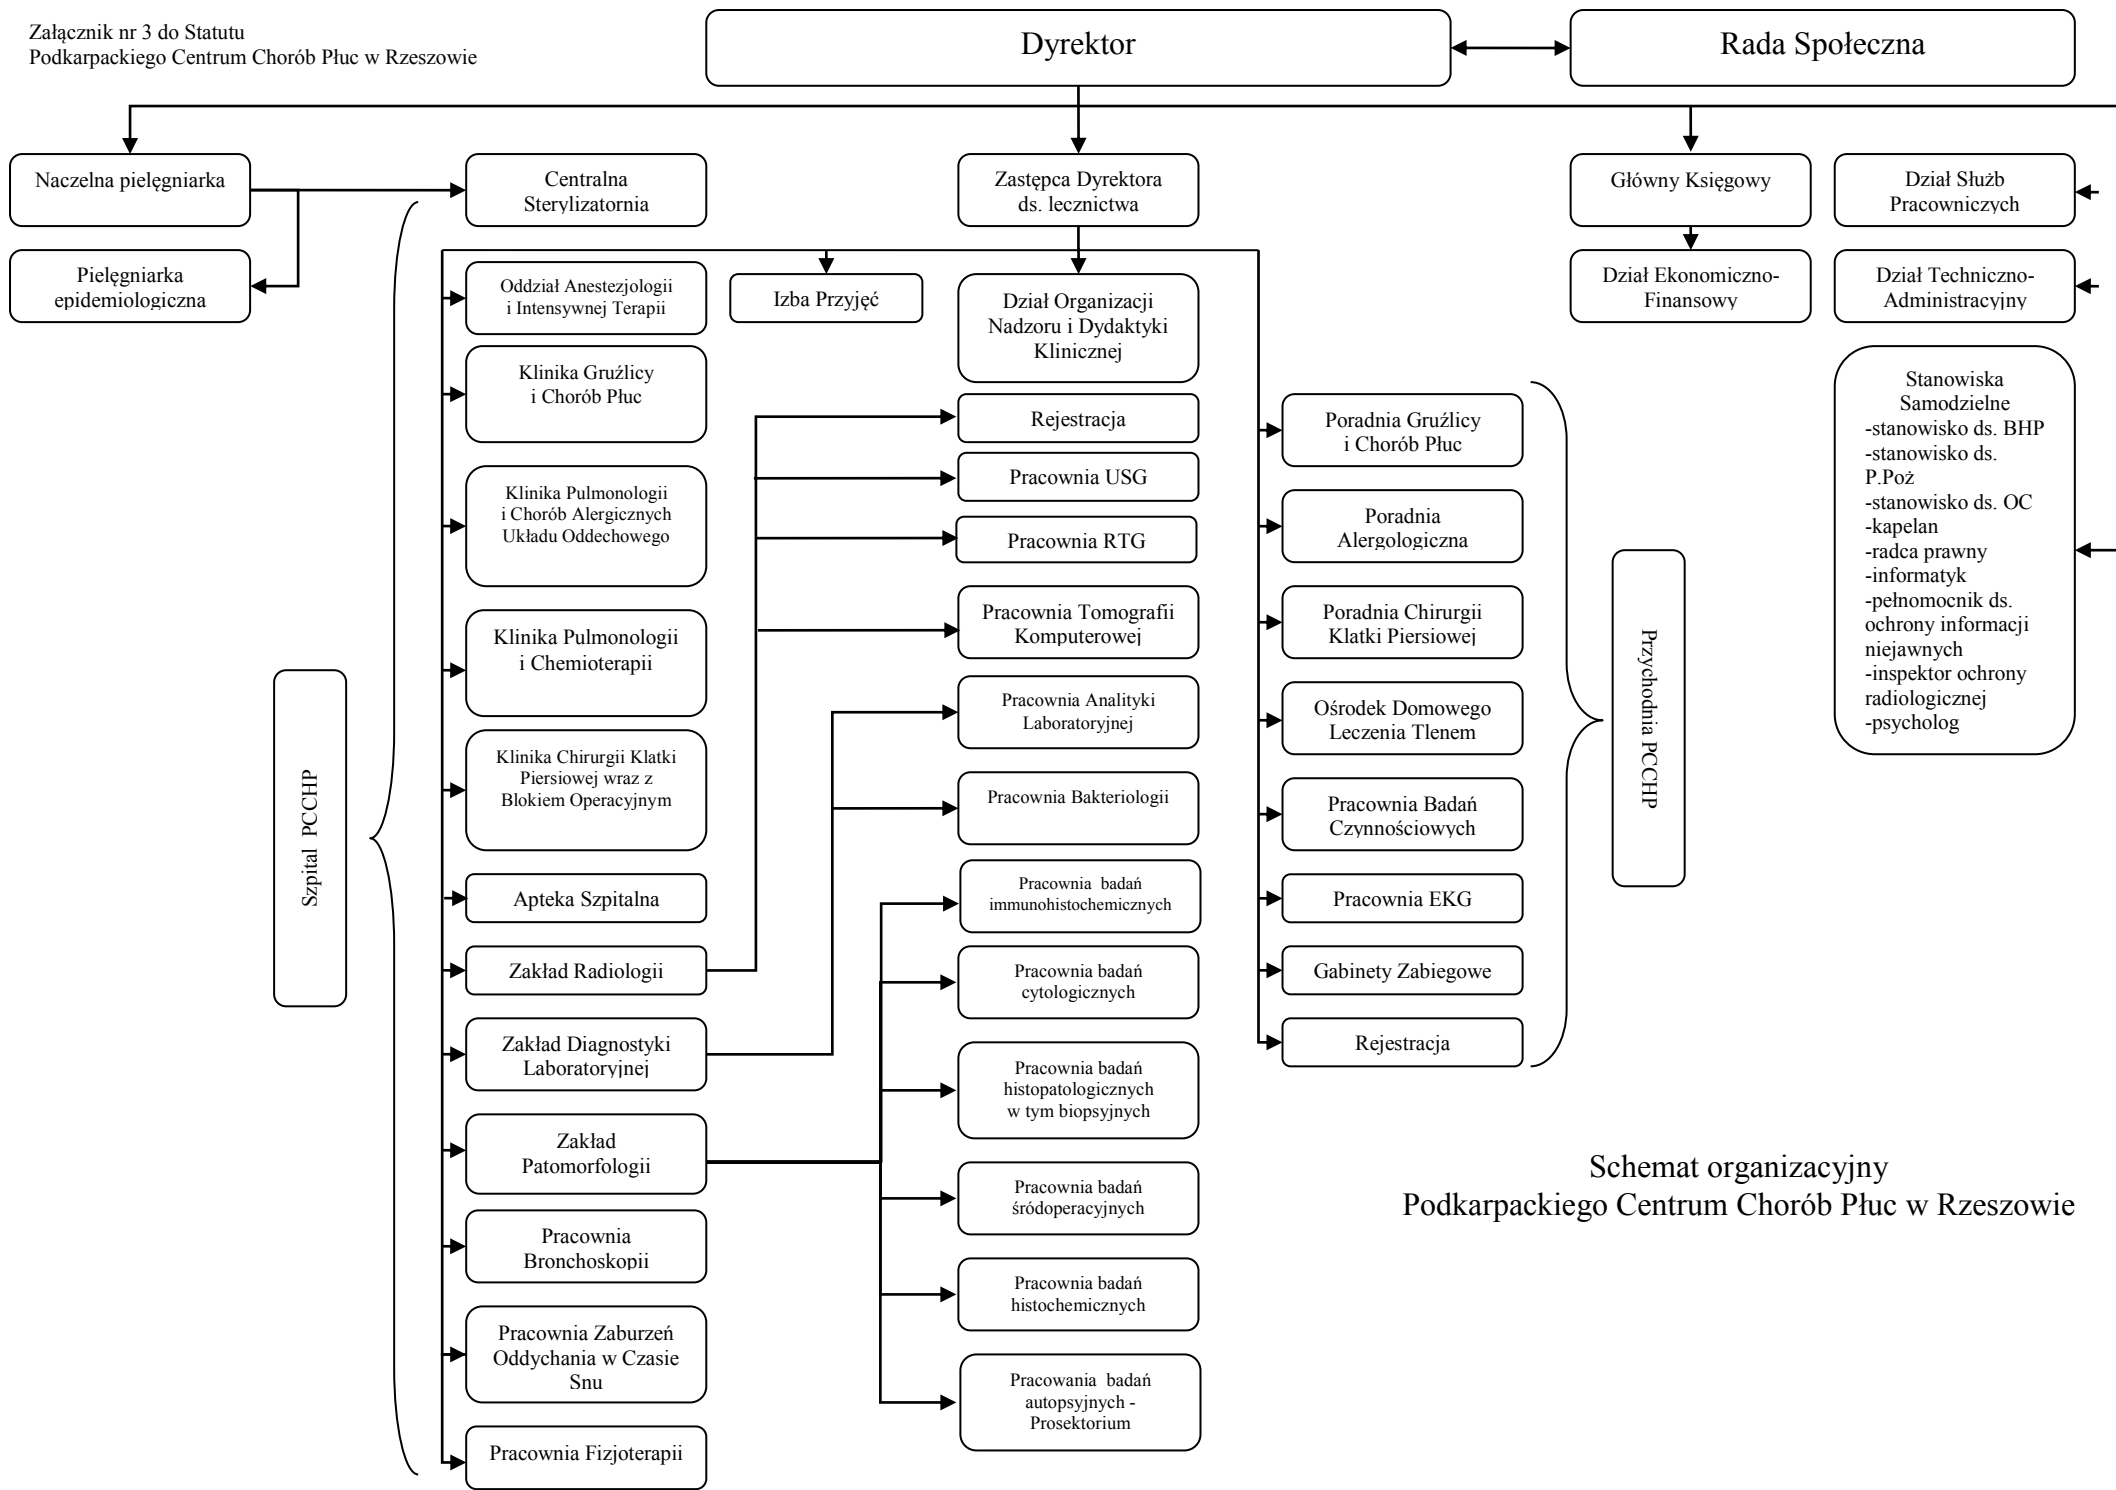 Załącznik nr 3 do Statutu
Podkarpackiego Centrum Chorób Płuc w Rzeszowie
Dyrektor
Rada Społeczna
Naczelna pielęgniarka
Centralna
Sterylizatornia
Zastępca Dyrektora
ds. lecznictwa
Główny Księgowy
Dział Służb
Pracowniczych
Pielęgniarka
epidemiologiczna
Oddział Anestezjologii
i Intensywnej Terapii
Izba Przyjęć
Dział Organizacji
Nadzoru i Dydaktyki
Klinicznej
Dział Ekonomiczno-
Finansowy
Dział Techniczno-
Administracyjny
Szpital PCCHP
Klinika Gruźlicy
i Chorób Płuc
Klinika Pulmonologii
i Chorób Alergicznych
Układu Oddechowego
Klinika Pulmonologii
i Chemioterapii
Klinika Chirurgii Klatki
Piersiowej wraz z
Blokiem Operacyjnym
Apteka Szpitalna
Zakład Radiologii
Zakład Diagnostyki
Laboratoryjnej
Zakład
Patomorfologii
Pracownia
Bronchoskopii
Pracownia Zaburzeń
Oddychania w Czasie
Snu
Pracownia Fizjoterapii
Rejestracja
Pracownia USG
Pracownia RTG
Pracownia Tomografii
Komputerowej
Pracownia Analityki
Laboratoryjnej
Pracownia Bakteriologii
Pracownia badań
immunohistochemicznych
Pracownia badań
cytologicznych
Pracownia badań
histopatologicznych
w tym biopsyjnych
Pracownia badań
śródoperacyjnych
Pracownia badań
histochemicznych
Pracowania badań
autopsyjnych -
Prosektorium
Poradnia Gruźlicy
i Chorób Płuc
Poradnia
Alergologiczna
Poradnia Chirurgii
Klatki Piersiowej
Ośrodek Domowego
Leczenia Tlenem
Pracownia Badań
Czynnościowych
Pracownia EKG
Gabinety Zabiegowe
Rejestracja
Przychodnia PCCHP
Stanowiska
Samodzielne
-stanowisko ds. BHP
-stanowisko ds.
P.Poż
-stanowisko ds. OC
-kapelan
-radca prawny
-informatyk
-pełnomocnik ds.
ochrony informacji
niejawnych
-inspektor ochrony
radiologicznej
-psycholog
Schemat organizacyjny
Podkarpackiego Centrum Chorób Płuc w Rzeszowie